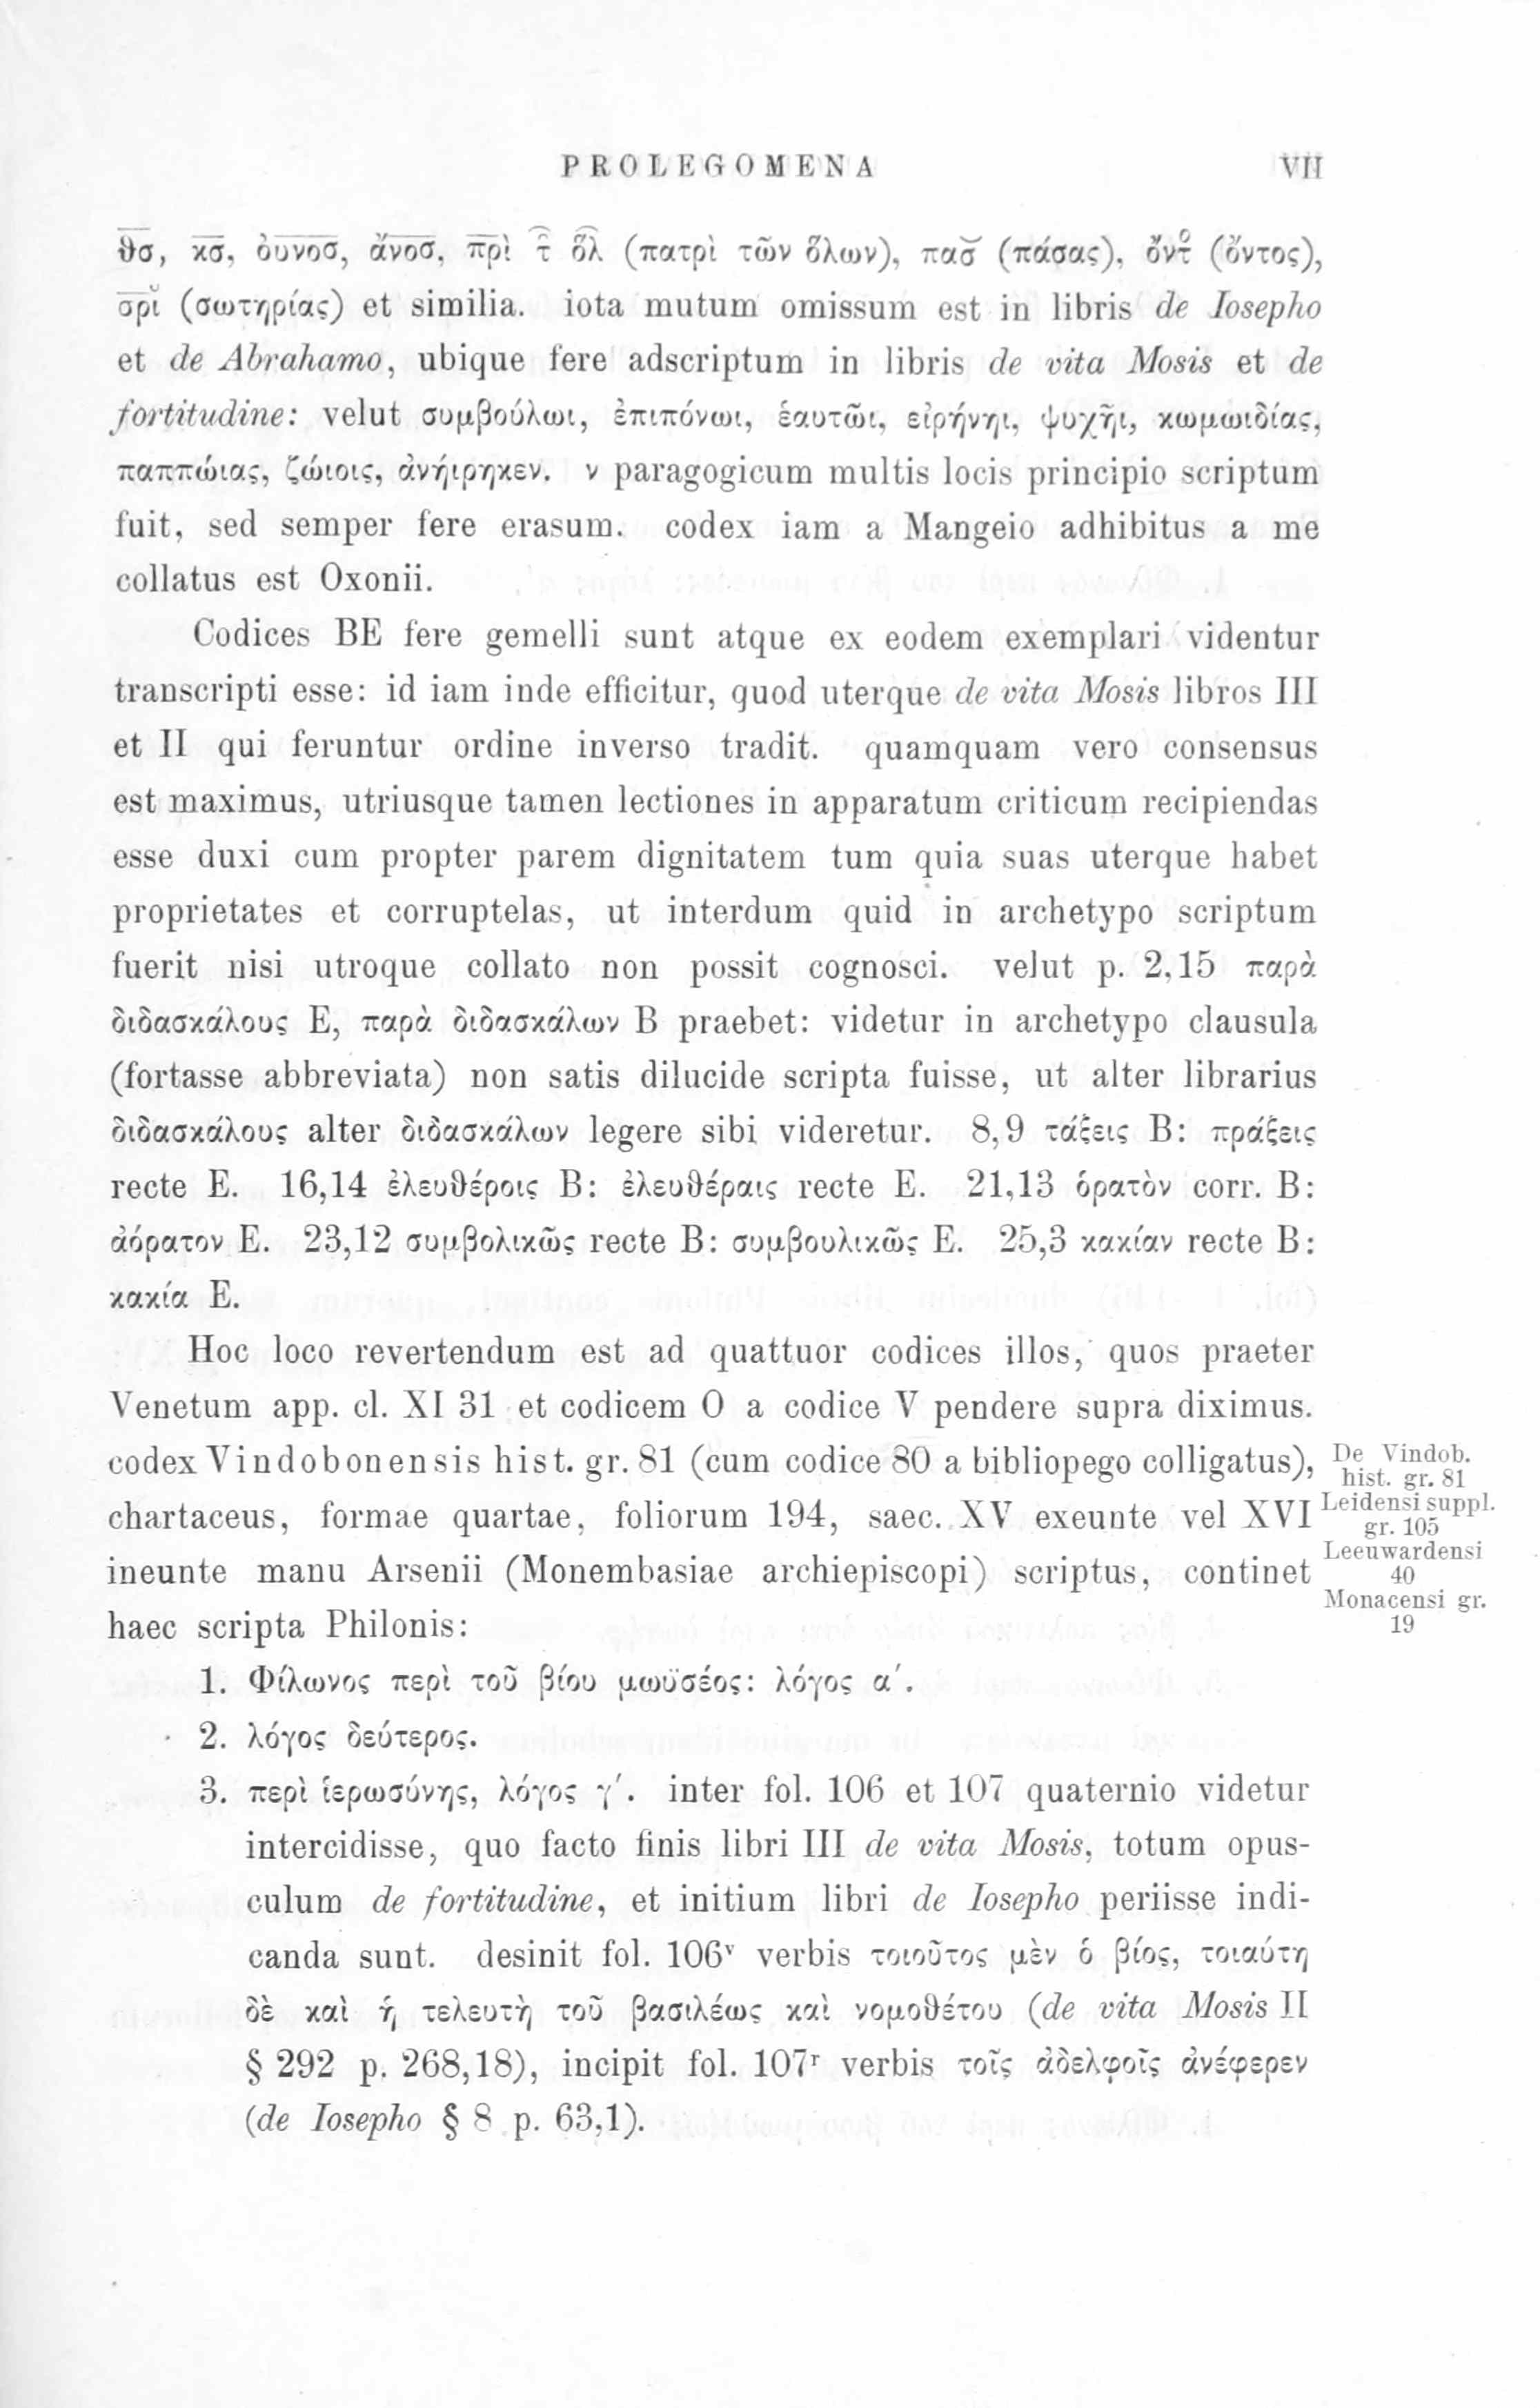 PROLEGOMENA VII
θ̅σ̅, κ̅σ̅, ὀ̅υ̅ν̅ο̅σ̅, ἄ̅ν̅ο̅σ̅, π̅ρ̅ὶ τ̑ ὅλ̑ (πατρὶ τῶν ὅλων), πασ̆ (πάσας), ὄντ̊ (ὄντος),
σ̅ρ̅ι̅ (σωτηρίας) et similia. iota mutum omissum est in libris de Iosepho
et de Abrahamo, ubique fere adscriptum in libris de vita Mosis et de
fortitudine: velut συμβούλωι, ἐπιπόνωι, ἑαυτῶι, εἰρήνηι, ψυχῆι, κωμωιδίας,
παππώιας, ζώιοις, ἀνήιρηκεν. ν paragogicum multis locis principio scriptum
fuit, sed semper fere erasum. codex iam a Mangeio adhibitus a me
collatus est Oxonii.
Codices BE fere gemelli sunt atque ex eodem exemplari videntur
transcripti esse: id iam inde efficitur, quod uterque de vita Mosis libros III
et II qui feruntur ordine inverso tradit. quamquam vero consensus
est maximus, utriusque tamen lectiones in apparatum criticum recipiendas
esse duxi cum propter parem dignitatem tum quia suas uterque habet
proprietates et corruptelas, ut interdum quid in archetypo scriptum
fuerit nisi utroque collato non possit cognosci. velut p. 2,15 παρὰ
διδασκάλους E, παρὰ διδασκάλων B praebet: videtur in archetypo clausula
(fortasse abbreviata) non satis dilucide scripta fuisse, ut alter librarius
διδασκάλους alter διδασκάλων legere sibi videretur. 8,9 τάξεις B: πράξεις
recte E. 16,14 ἐλευθέροις B: ἐλευθέραις recte E. 21,13 ὁρατὸν corr. B:
ἀόρατον E. 23,12 συμβολικῶς recte B: συμβουλικῶς E. 25,3 κακίαν recte B:
κακία E.
Hoc loco revertendum est ad quattuor codices illos, quos praeter
Venetum app. cl. XI 31 et codicem O a codice V pendere supra diximus.
codex Vindobonensis hist. gr. 81 (cum codice 80 a bibliopego colligatus),
chartaceus, formae quartae, foliorum 194, saec. XV exeunte vel XVI
ineunte manu Arsenii (Monembasiae archiepiscopi) scriptus, continet
haec scripta Philonis:
De Vindob.
hist. gr. 81
Leidensi suppl.
gr. 105
Leeuwardensi
40
Monacensi gr.
19
1. Φίλωνος περὶ τοῦ βίου μωϋσέος: λόγος α΄.
2. λόγος δεύτερος.
3. περὶ ἱερωσύνης, λόγος γ΄. inter fol. 106 et 107 quaternio videtur
intercidisse, quo facto finis libri III de vita Mosis, totum opus-
culum de fortitudine, et initium libri de Iosepho periisse indi-
canda sunt. desinit fol. 106ᵛ verbis τοιοῦτος μὲν ὁ βίος, τοιαύτη
δὲ καὶ ἡ τελευτὴ τοῦ βασιλέως καὶ νομοθέτου (de vita Mosis II
§ 292 p. 268,18), incipit fol. 107ʳ verbis τοῖς ἀδελφοῖς ἀνέφερεν
(de Iosepho § 8 p. 63,1).